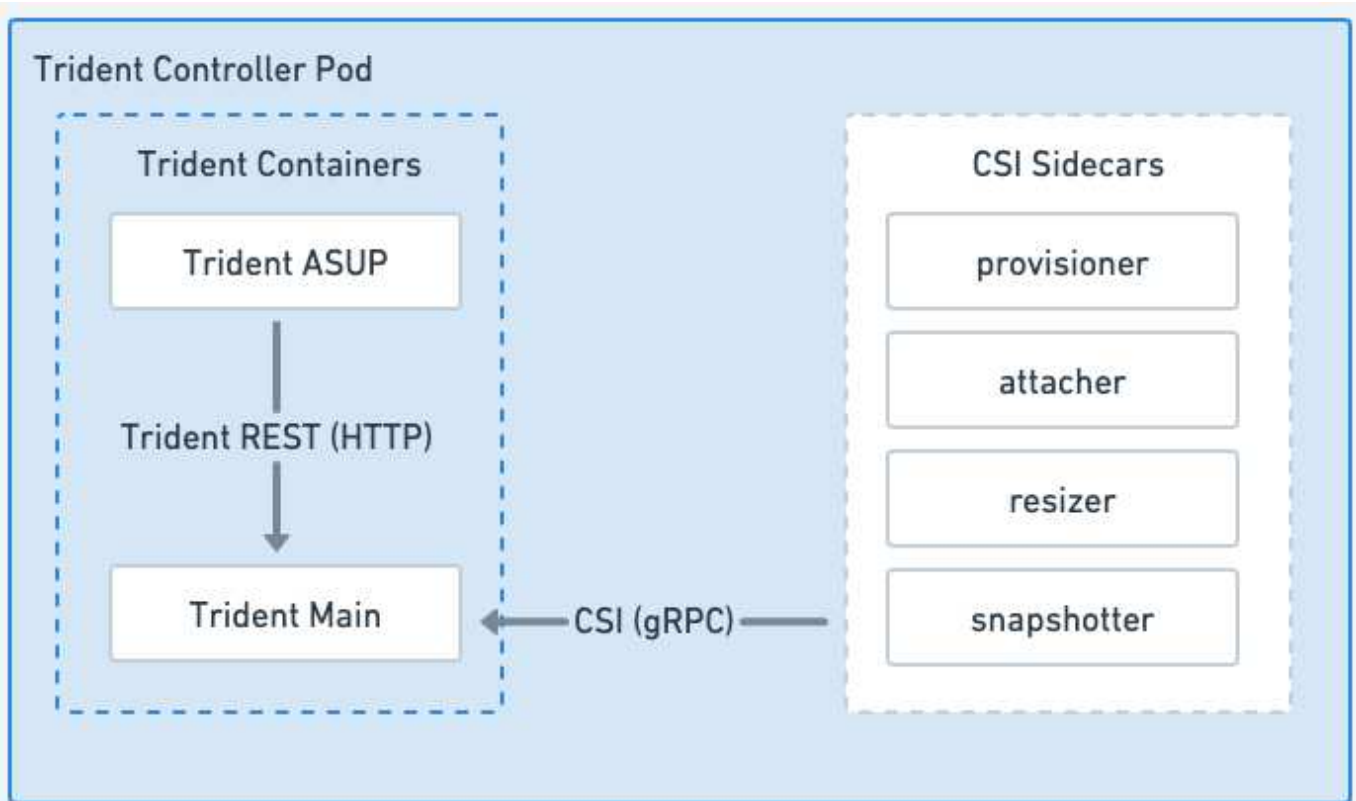 Trident Controller Pod
Trident Containers
Trident ASUP
Trident REST (HTTP)
Trident Main
CSI (gRPC)
CSI Sidecars
provisioner
attacher
resizer
snapshotter